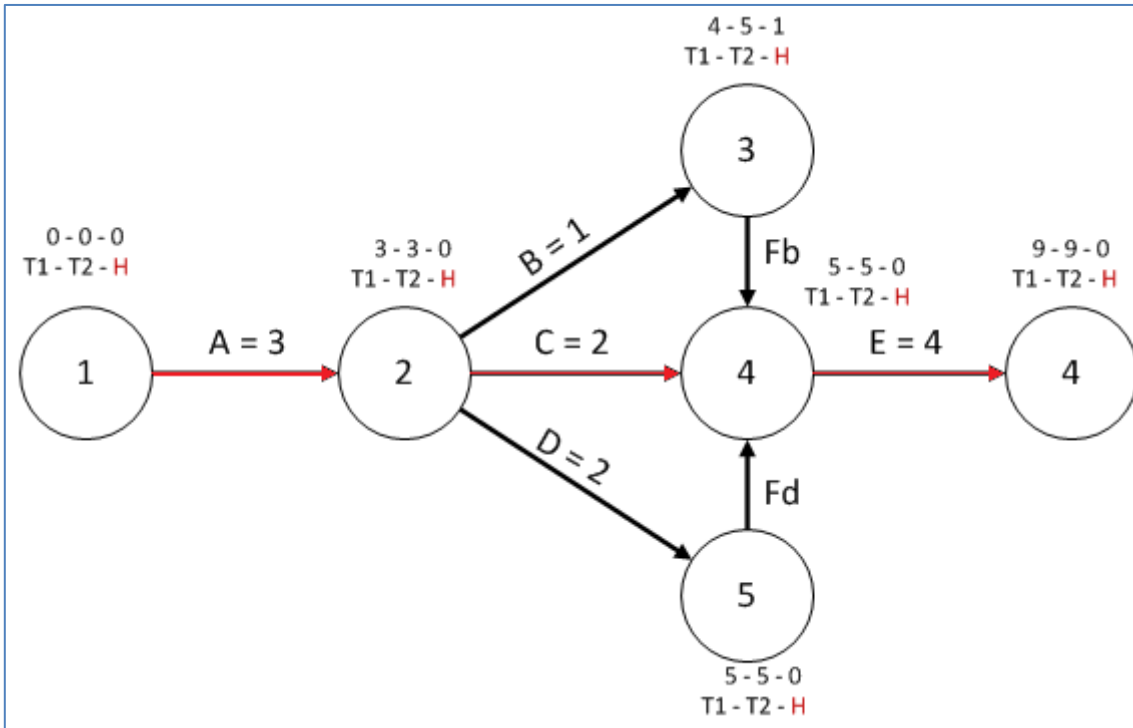 4 - 5 - 1
T1 - T2 - H
3
0 - 0 - 0
T1 - T2 - H
3 - 3 - 0
T1 - T2 - H
B = 1
Fb
5 - 5 - 0
T1 - T2 - H
9 - 9 - 0
T1 - T2 - H
1
A = 3
2
C = 2
4
E = 4
4
D = 2
Fd
5
5 - 5 - 0
T1 - T2 - H